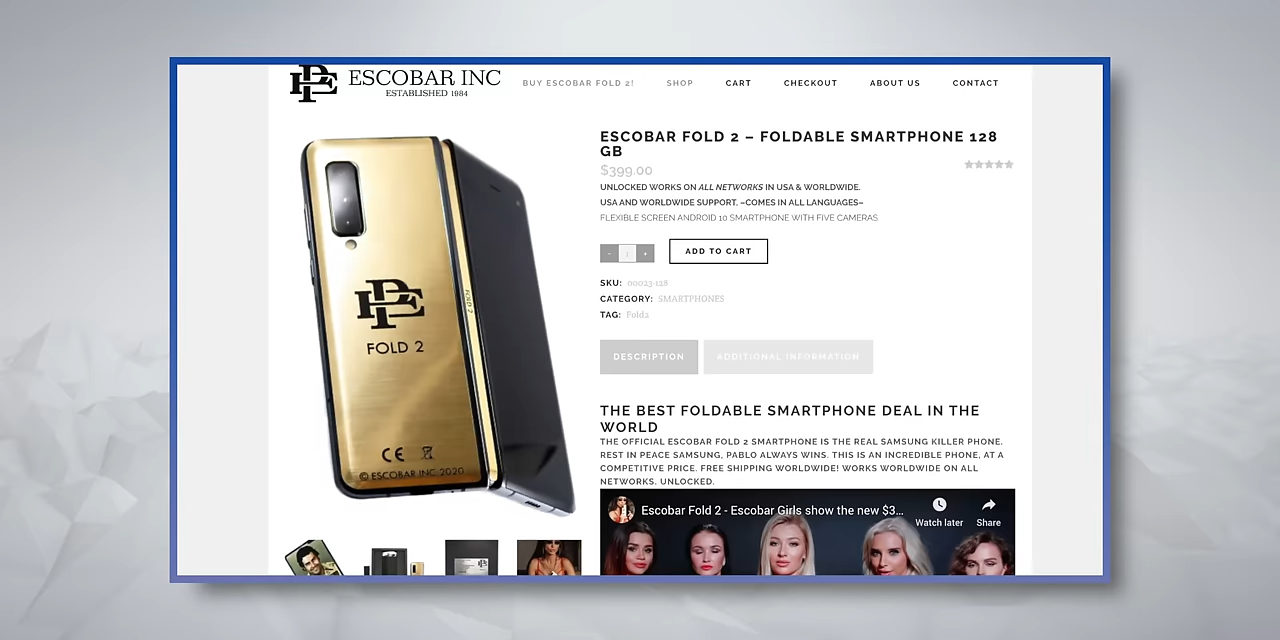 ESCOBAR INC
ESTABLISHED 1984
BUY ESCOBAR FOLD 2! SHOP CART CHECKOUT ABOUT US CONTACT
PE
FOLD 2
FOLD 2
CE
© ESCOBAR INC 2020
ESCOBAR FOLD 2 – FOLDABLE SMARTPHONE 128
GB
$399.00
UNLOCKED WORKS ON ALL NETWORKS IN USA & WORLDWIDE.
USA AND WORLDWIDE SUPPORT. –COMES IN ALL LANGUAGES–
FLEXIBLE SCREEN ANDROID 10 SMARTPHONE WITH FIVE CAMERAS
- 1 + ADD TO CART
SKU: 00023-128
CATEGORY: SMARTPHONES
TAG: Fold2
DESCRIPTION ADDITIONAL INFORMATION
THE BEST FOLDABLE SMARTPHONE DEAL IN THE
WORLD
THE OFFICIAL ESCOBAR FOLD 2 SMARTPHONE IS THE REAL SAMSUNG KILLER PHONE.
REST IN PEACE SAMSUNG, PABLO ALWAYS WINS. THIS IS AN INCREDIBLE PHONE, AT A
COMPETITIVE PRICE. FREE SHIPPING WORLDWIDE! WORKS WORLDWIDE ON ALL
NETWORKS. UNLOCKED.
Escobar Fold 2 - Escobar Girls show the new $3...
Watch later Share